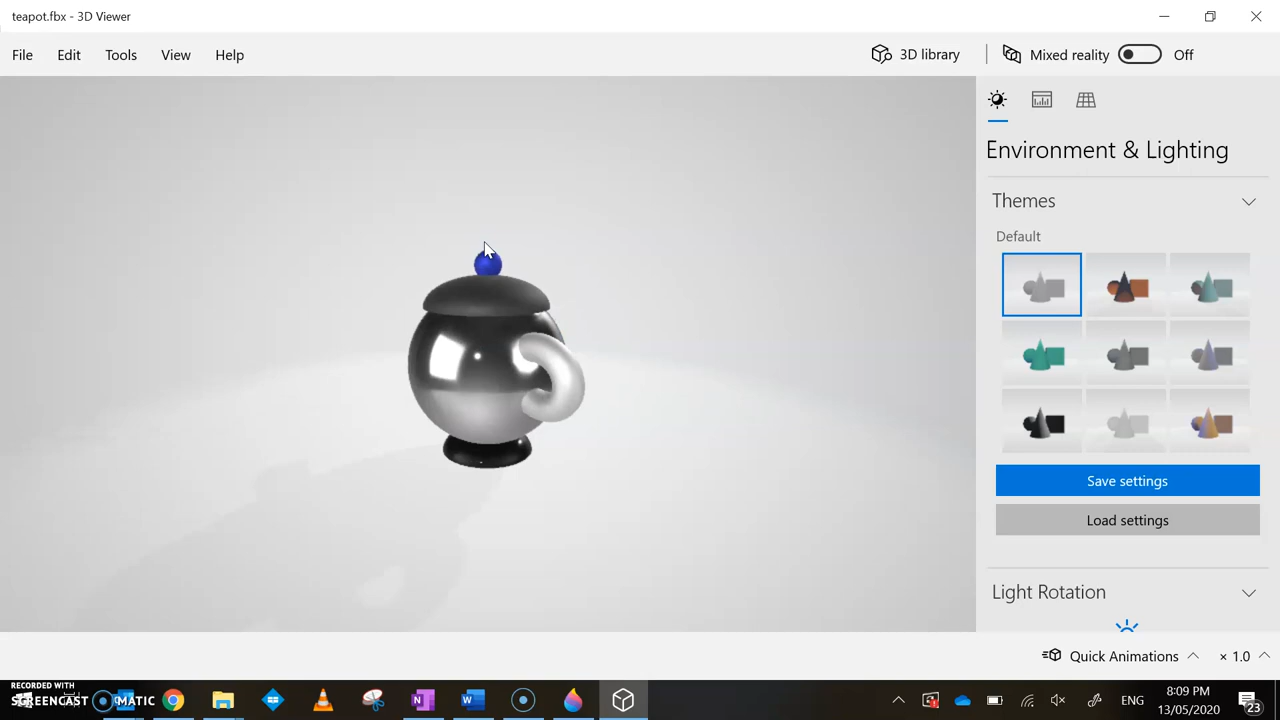 teapot.fbx - 3D Viewer
File Edit Tools View Help 3D library Mixed reality Off
Environment & Lighting
Themes
Default
Save settings
Load settings
Light Rotation
Quick Animations × 1.0
RECORDED WITH
SCREENCAST MATIC
ENG
8:09 PM
13/05/2020
23